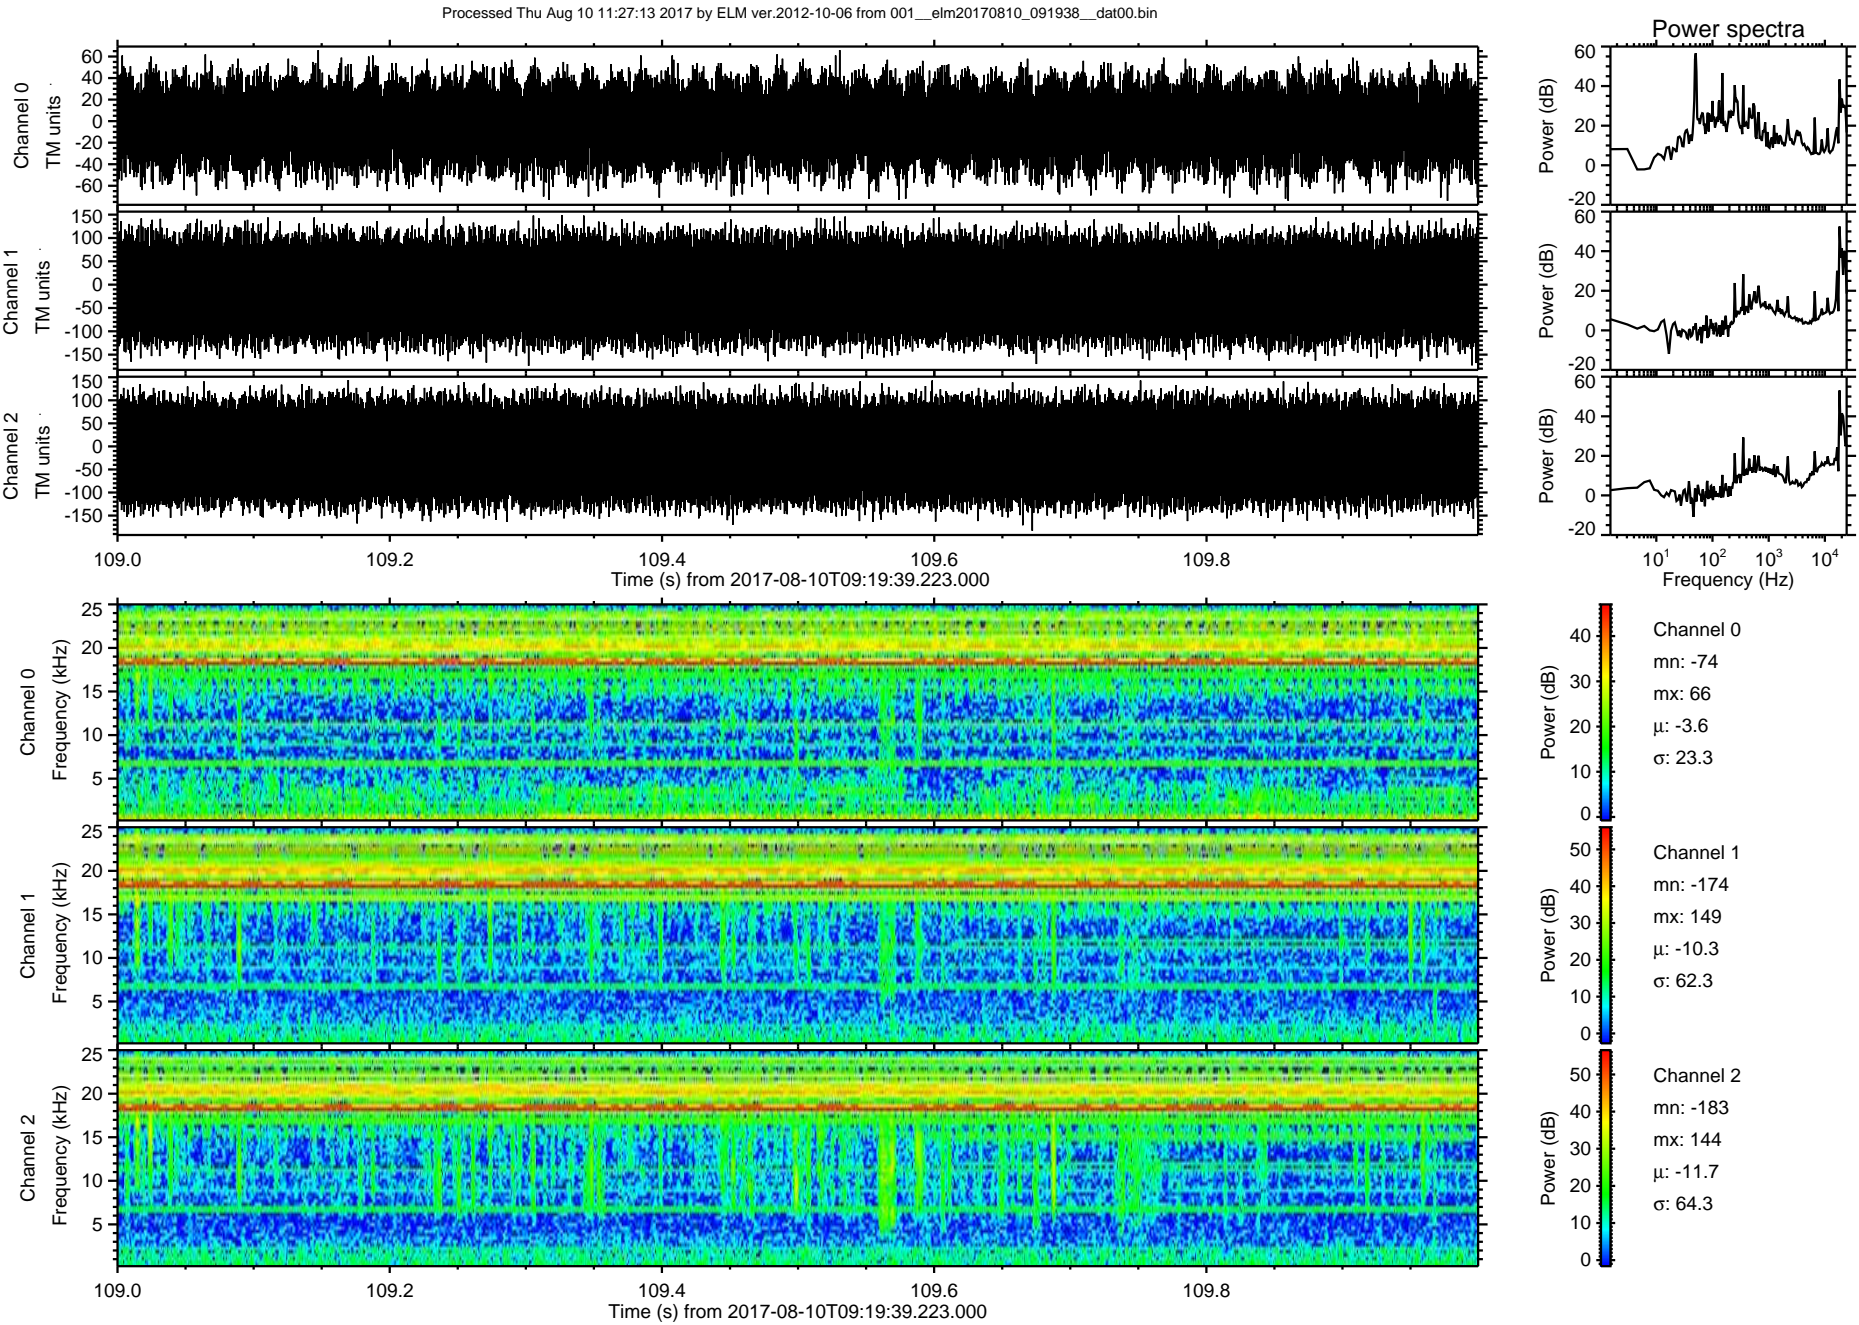 Processed Thu Aug 10 11:27:13 2017 by ELM ver.2012-10-06 from 001__elm20170810_091938__dat00.bin
Power spectra
Channel 0
TM units
60
40
20
0
-20
-40
-60
Power (dB)
60
40
20
0
-20
Channel 1
TM units
150
100
50
0
-50
-100
-150
Power (dB)
60
40
20
0
-20
Channel 2
TM units
150
100
50
0
-50
-100
-150
Power (dB)
60
40
20
0
-20
109.0 109.2 109.4 109.6 109.8
Time (s) from 2017-08-10T09:19:39.223.000
10^1 10^2 10^3 10^4
Frequency (Hz)
Channel 0
Frequency (kHz)
25
20
15
10
5
Power (dB)
40
30
20
10
0
Channel 0
mn: -74
mx: 66
μ: -3.6
σ: 23.3
Channel 1
Frequency (kHz)
25
20
15
10
5
Power (dB)
50
40
30
20
10
0
Channel 1
mn: -174
mx: 149
μ: -10.3
σ: 62.3
Channel 2
Frequency (kHz)
25
20
15
10
5
Power (dB)
50
40
30
20
10
0
Channel 2
mn: -183
mx: 144
μ: -11.7
σ: 64.3
109.0 109.2 109.4 109.6 109.8
Time (s) from 2017-08-10T09:19:39.223.000